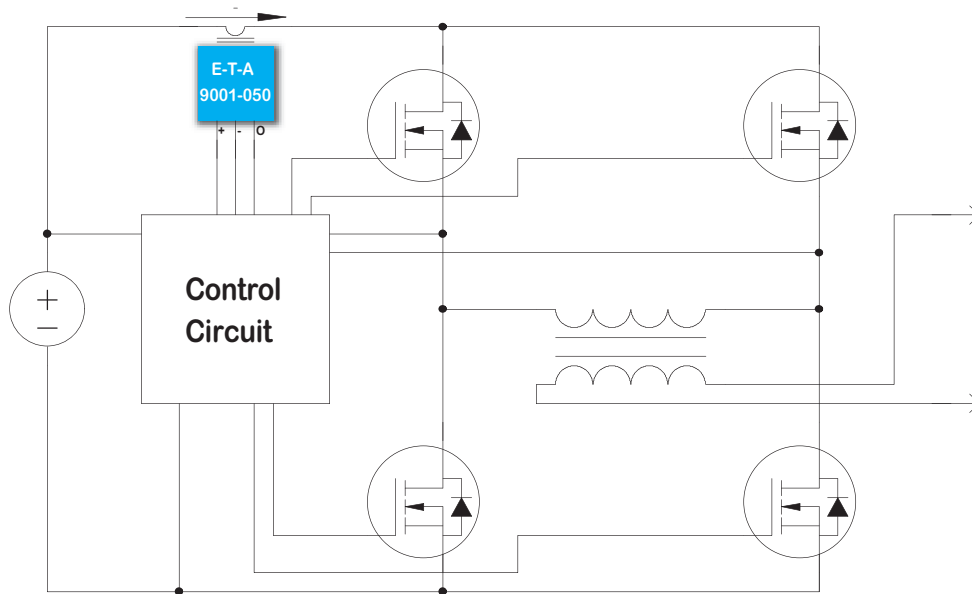 -
E-T-A
9001-050
+ - O
Control
Circuit
+
-